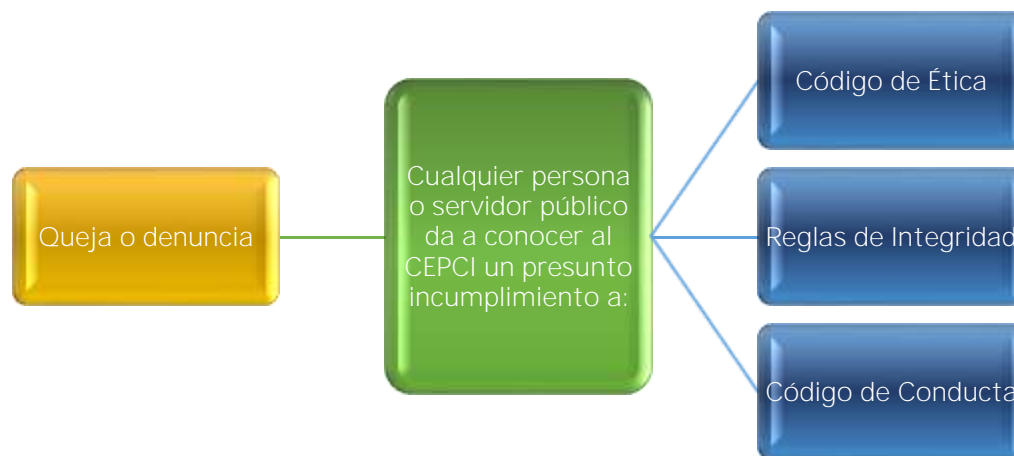 Queja o denuncia
Cualquier persona
o servidor público
da a conocer al
CEPCI un presunto
incumplimiento a:
Código de Ética
Reglas de Integridad
Código de Conducta